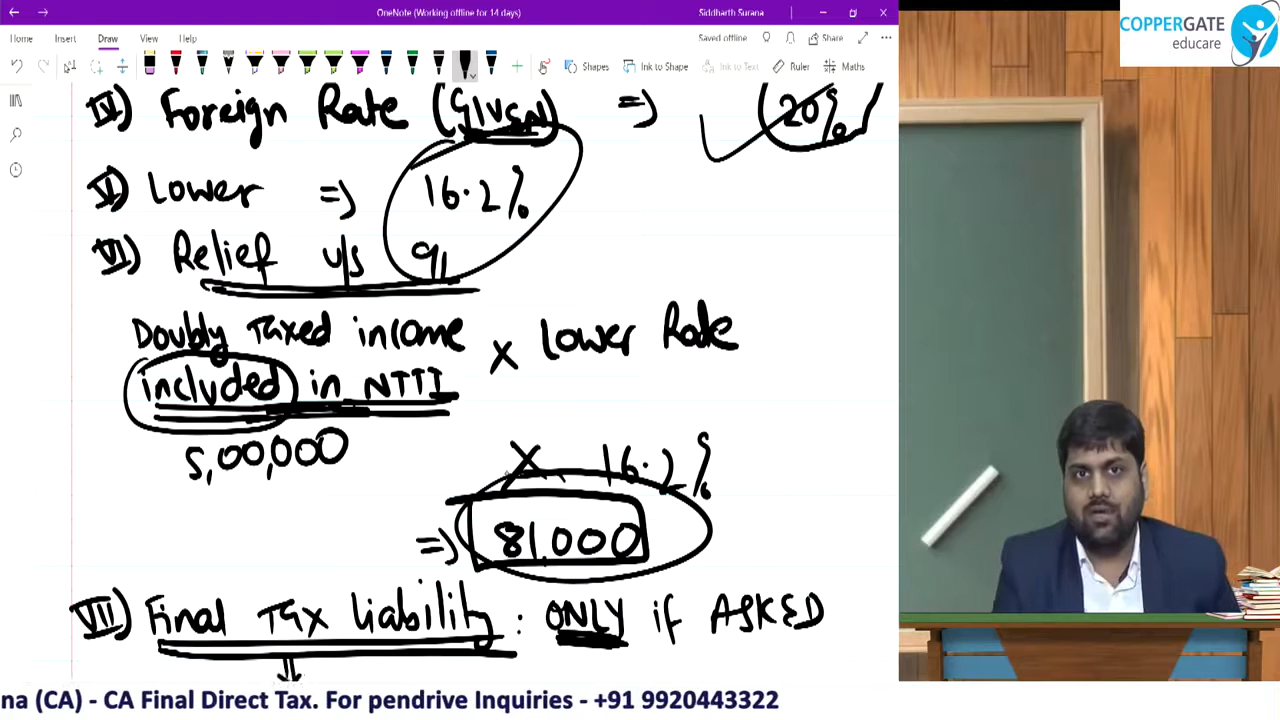 OneNote (Working offline for 14 days)
Siddharth Surana
Home Insert Draw View Help
Saved offline Share
Shapes Ink to Shape Ink to Text Ruler Maths
COPPERGATE
educare
IV) Foreign Rate (GIVEN) => (20%)
V) Lower => 16.2%
VI) Relief u/s 91
Doubly Taxed income × Lower Rate
included in NTTI
5,00,000 × 16.2%
=> 81,000
VII) Final Tax Liability : ONLY if ASKED
na (CA) - CA Final Direct Tax. For pendrive Inquiries - +91 9920443322